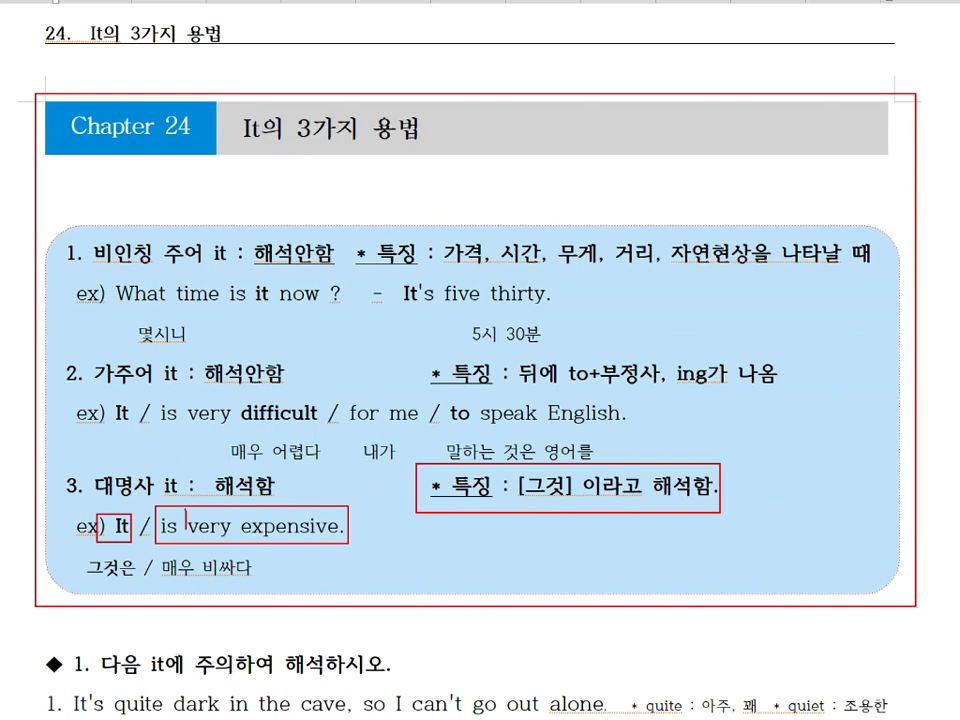 24. It의 3가지 용법
Chapter 24 It의 3가지 용법
1. 비인칭 주어 it : 해석안함 * 특징 : 가격, 시간, 무게, 거리, 자연현상을 나타날 때
ex) What time is it now ? - It's five thirty.
몇시니 5시 30분
2. 가주어 it : 해석안함 * 특징 : 뒤에 to+부정사, ing가 나옴
ex) It / is very difficult / for me / to speak English.
매우 어렵다 내가 말하는 것은 영어를
3. 대명사 it : 해석함 * 특징 : [그것] 이라고 해석함.
ex) It / is very expensive.
그것은 / 매우 비싸다
◆ 1. 다음 it에 주의하여 해석하시오.
1. It's quite dark in the cave, so I can't go out alone. * quite : 아주, 꽤 * quiet : 조용한